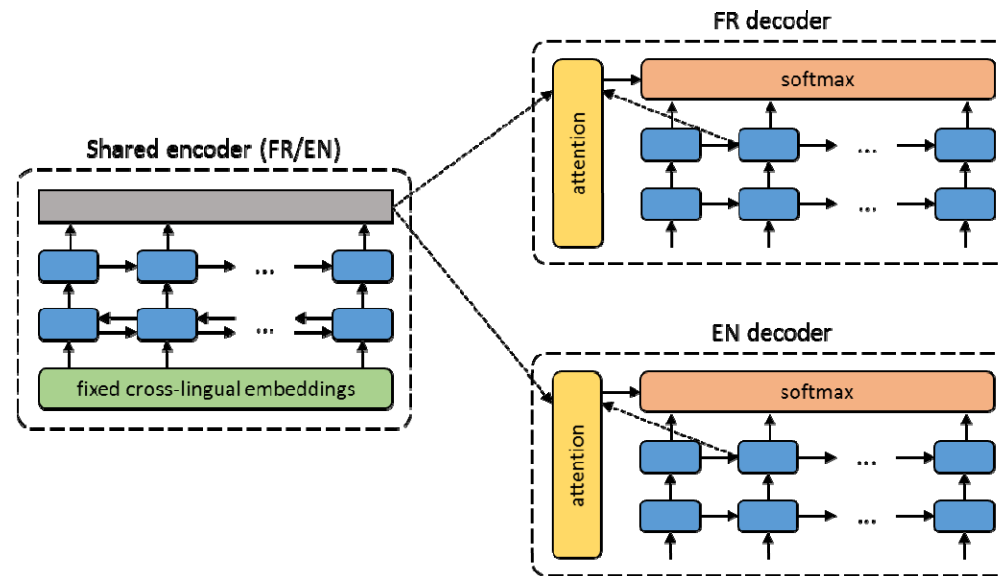 Shared encoder (FR/EN)
...
...
fixed cross-lingual embeddings
FR decoder
attention
softmax
...
...
EN decoder
attention
softmax
...
...